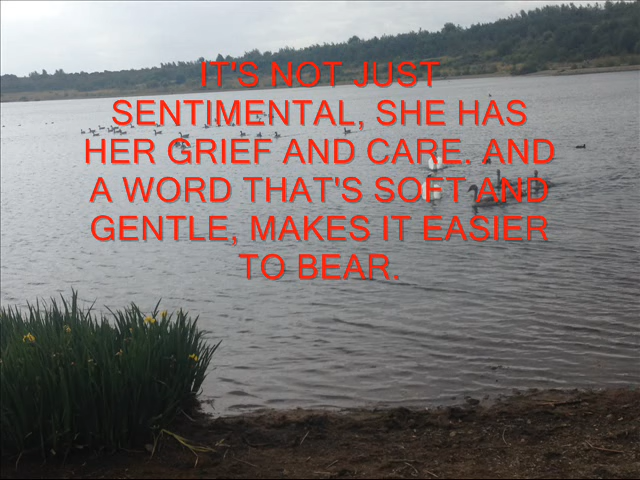 IT'S NOT JUST
SENTIMENTAL, SHE HAS
HER GRIEF AND CARE. AND
A WORD THAT'S SOFT AND
GENTLE, MAKES IT EASIER
TO BEAR.